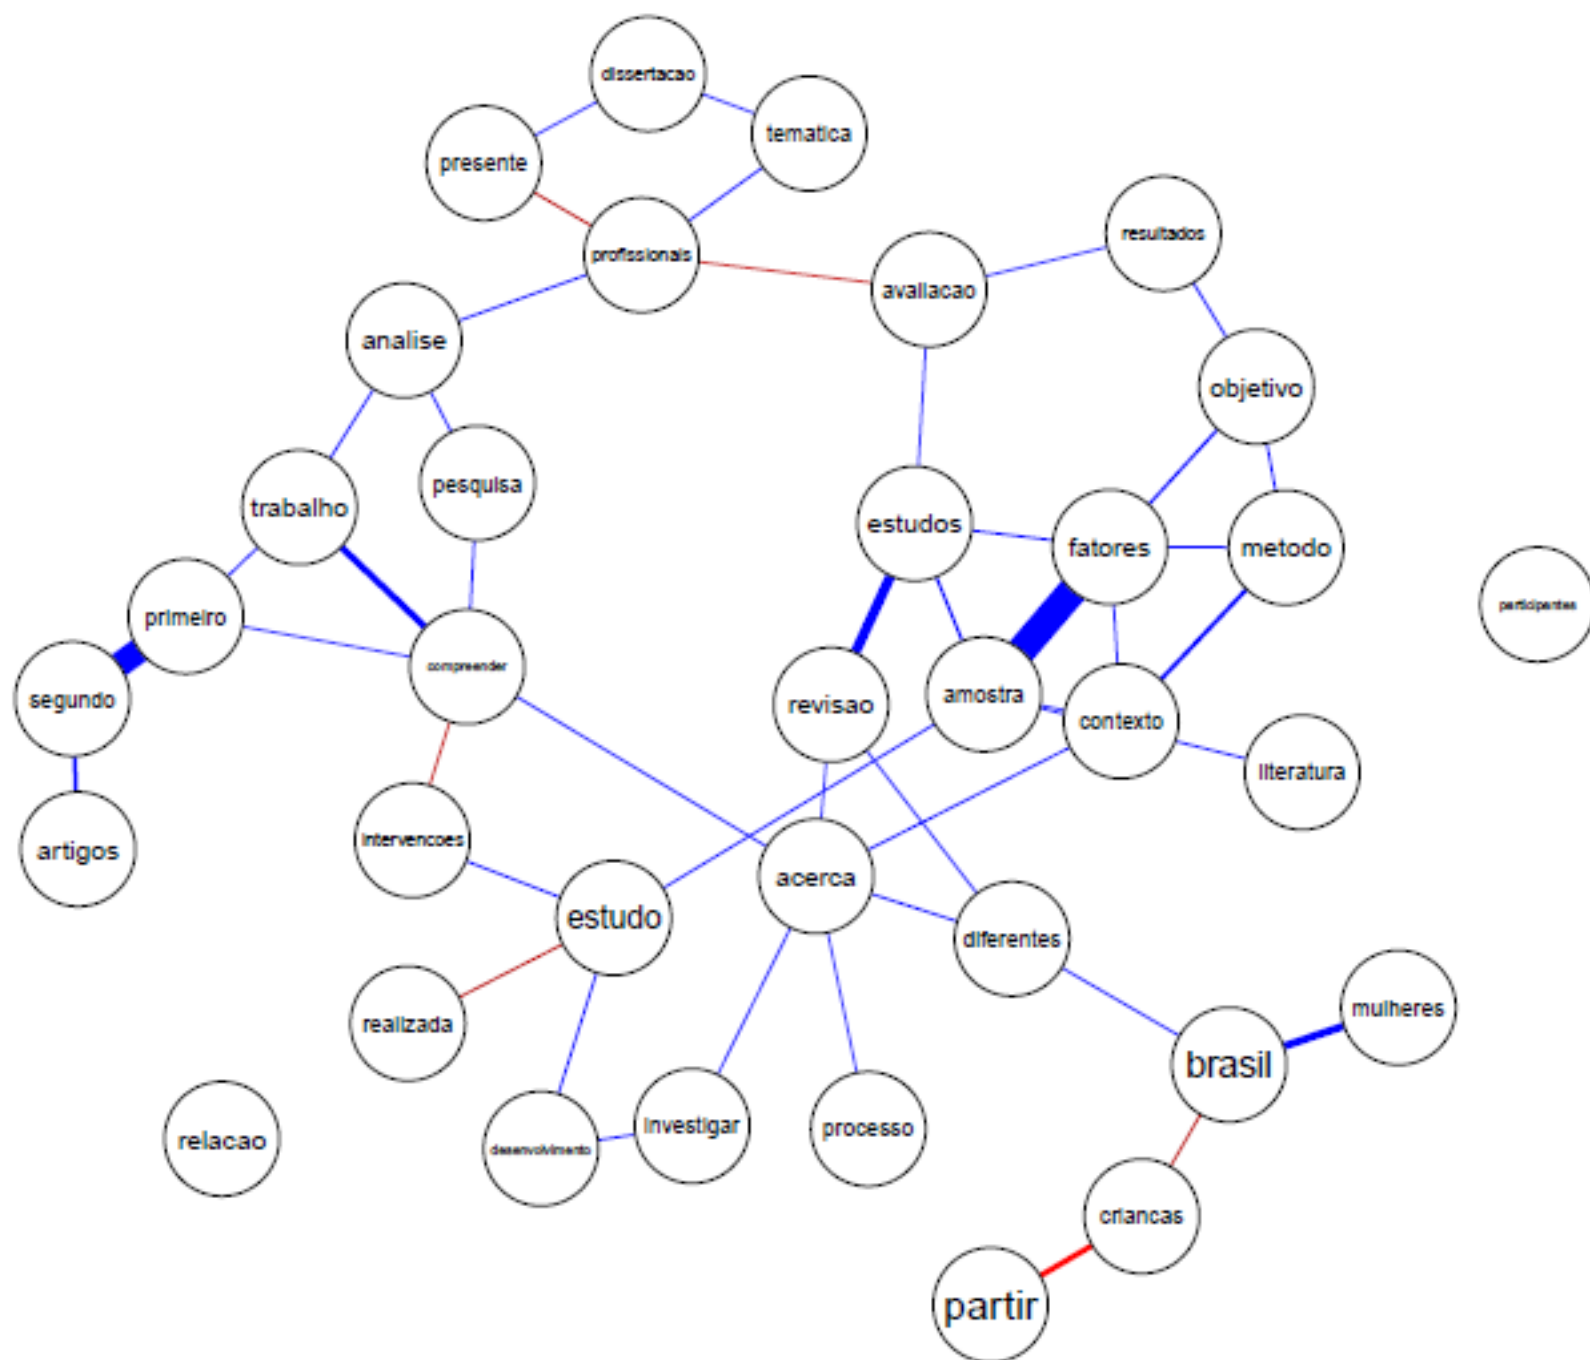 dissertacao
tematica
presente
profissionais
resultados
avaliacao
analise
objetivo
pesquisa
trabalho
estudos
fatores
metodo
participantes
primeiro
compreender
segundo
revisao
amostra
contexto
literatura
intervencoes
artigos
acerca
estudo
diferentes
mulheres
realizada
brasil
investigar
processo
relacao
desenvolvimento
criancas
partir